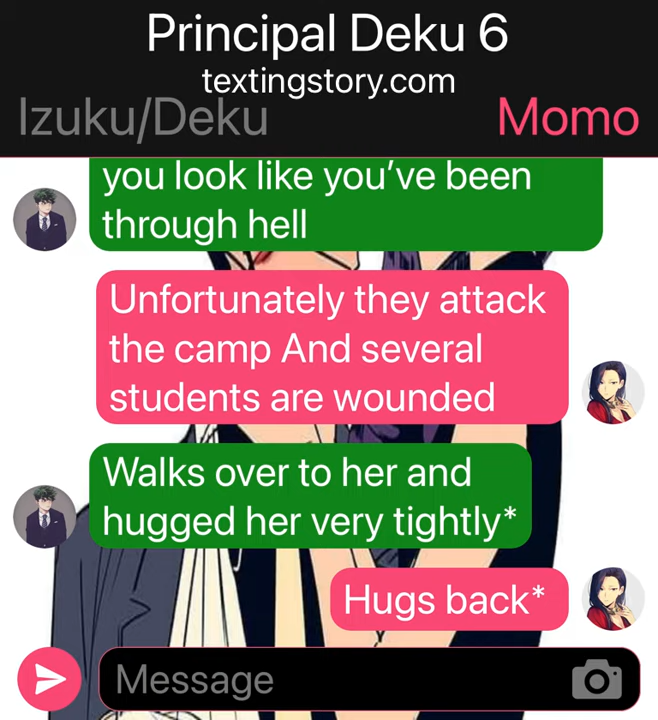 Principal Deku 6
textingstory.com
Izuku/Deku
Momo
you look like you’ve been
through hell
Unfortunately they attack
the camp And several
students are wounded
Walks over to her and
hugged her very tightly*
Hugs back*
Message